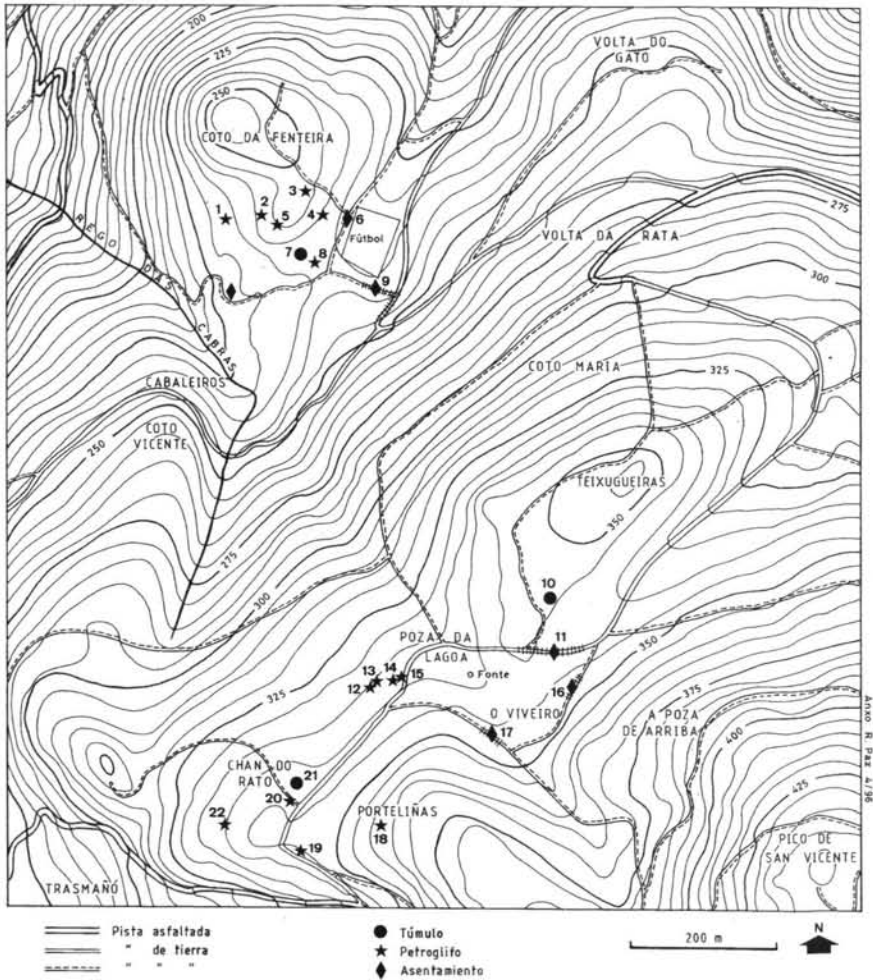 200
225
VOLTA DO
GATO
250
COTO DA FENTEIRA
3
1
2
5
4
6
275
Fútbol
REGO DAS CABRAS
VOLTA DA RATA
7
8
9
300
CABALEIROS
COTO MARIA
325
COTO
VICENTE
250
TEIXUGUEIRAS
350
275
10
300
11
350
POZA DA
LAGOA
13
14
15
12
Fonte
16
375
325
O VIVEIRO
17
A POZA
DE ARRIBA
400
CHAN DO
RATO
21
20
425
22
PORTELIÑAS
18
PICO DE
SAN VICENTE
19
TRASMAÑÓ
Anxo R. Paz 4/96
Pista asfaltada
" de tierra
" " "
Túmulo
Petroglifo
Asentamiento
200 m
N